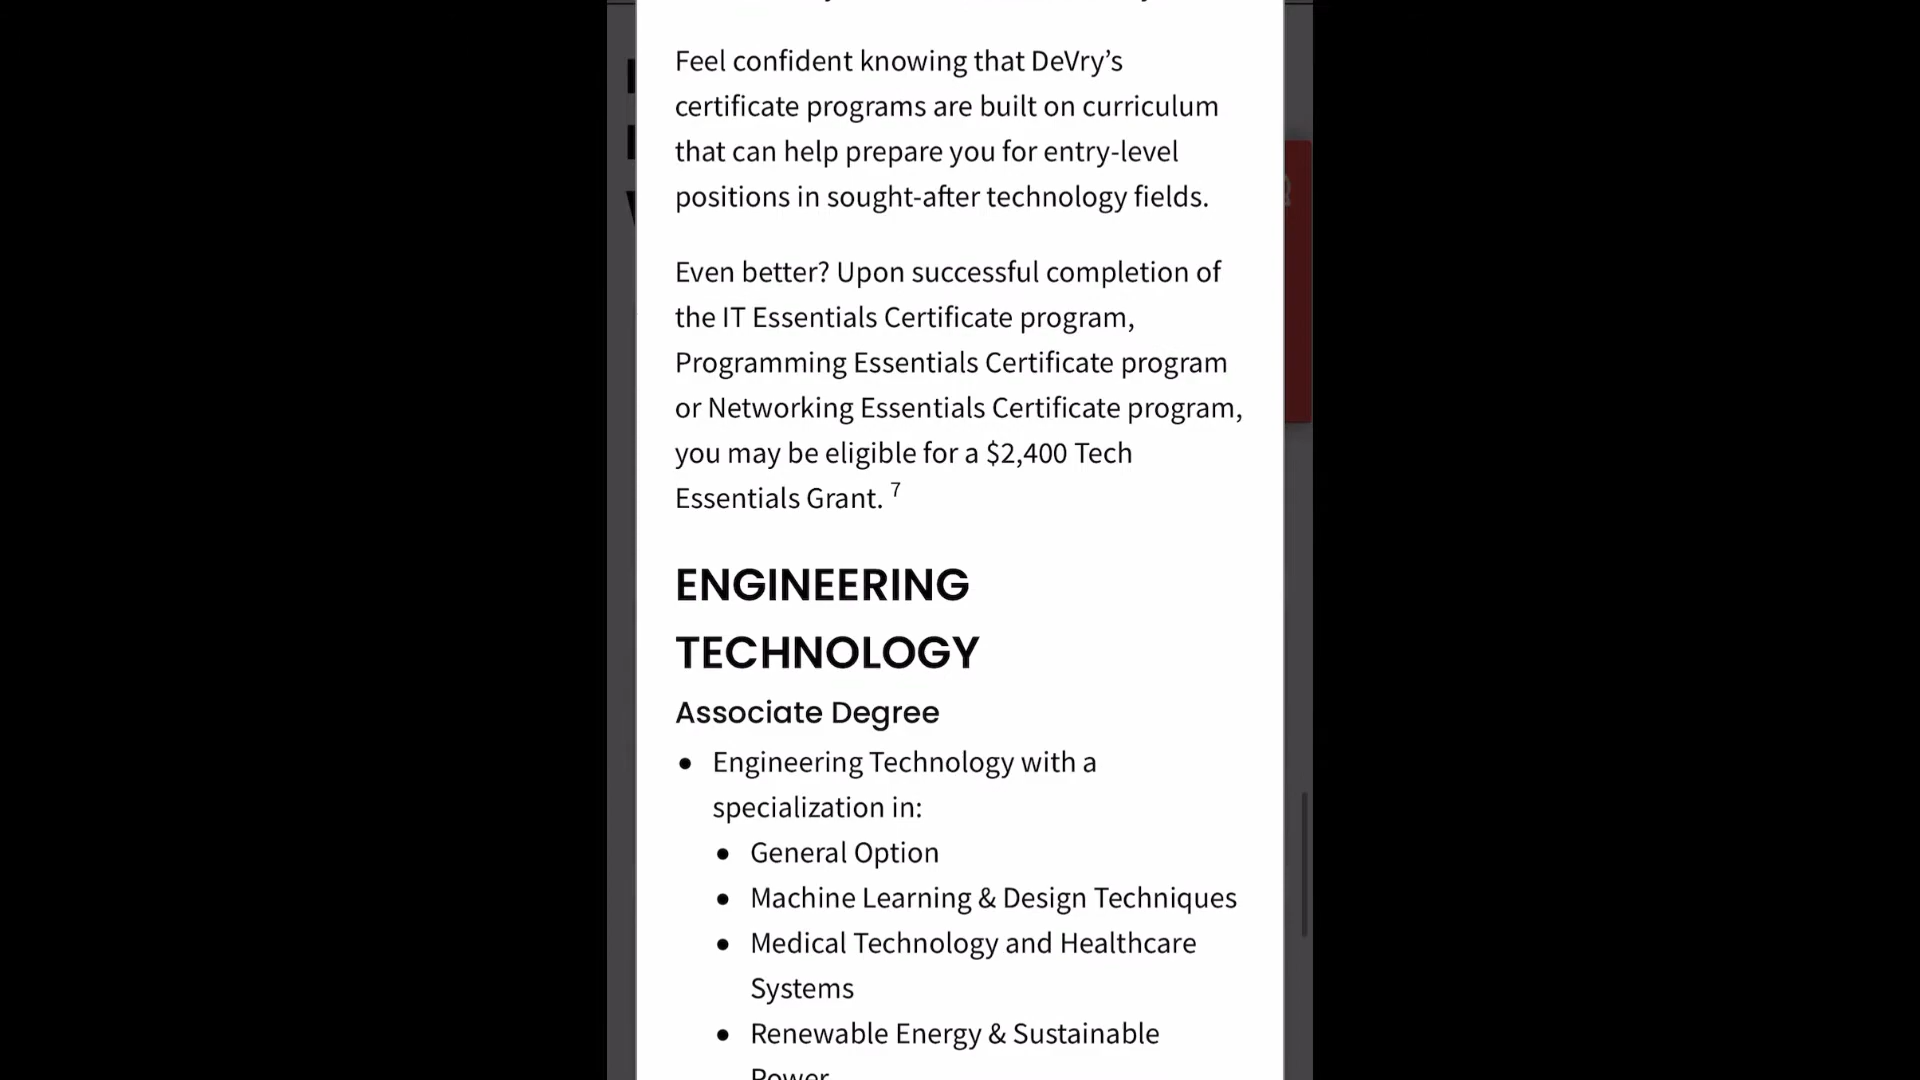 Feel confident knowing that DeVry’s
certificate programs are built on curriculum
that can help prepare you for entry-level
positions in sought-after technology fields.
Even better? Upon successful completion of
the IT Essentials Certificate program,
Programming Essentials Certificate program
or Networking Essentials Certificate program,
you may be eligible for a $2,400 Tech
Essentials Grant. 7
ENGINEERING
TECHNOLOGY
Associate Degree
• Engineering Technology with a
specialization in:
• General Option
• Machine Learning & Design Techniques
• Medical Technology and Healthcare
Systems
• Renewable Energy & Sustainable
Power